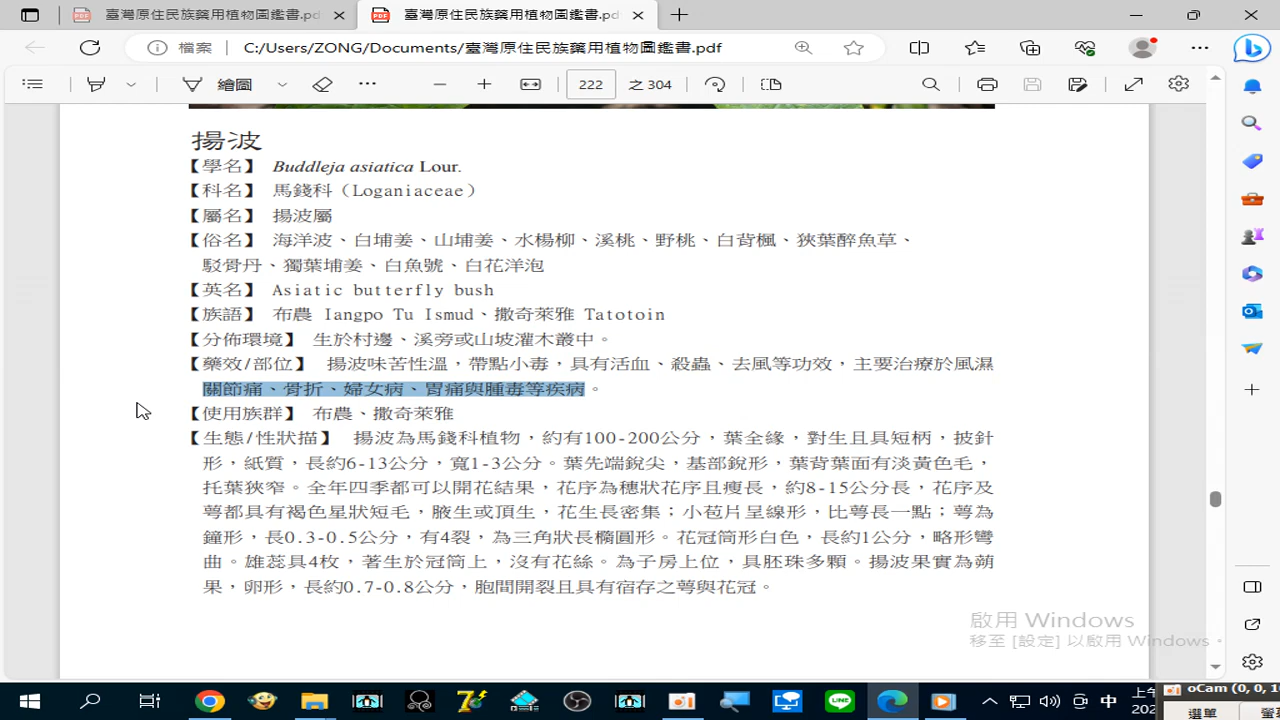 臺灣原住民族藥用植物圖鑑書.pdf
臺灣原住民族藥用植物圖鑑書.pdf
檔案
C:/Users/ZONG/Documents/臺灣原住民族藥用植物圖鑑書.pdf
繪圖
222
之 304
揚波
【學名】 Buddleja asiatica Lour.
【科名】 馬錢科（Loganiaceae）
【屬名】 揚波屬
【俗名】 海洋波、白埔姜、山埔姜、水楊柳、溪桃、野桃、白背楓、狹葉醉魚草、
駁骨丹、獨葉埔姜、白魚號、白花洋泡
【英名】 Asiatic butterfly bush
【族語】 布農 Iangpo Tu Ismud、撒奇萊雅 Tatotoin
【分佈環境】 生於村邊、溪旁或山坡灌木叢中。
【藥效/部位】 揚波味苦性溫，帶點小毒，具有活血、殺蟲、去風等功效，主要治療於風濕
關節痛、骨折、婦女病、胃痛與腫毒等疾病。
【使用族群】 布農、撒奇萊雅
【生態/性狀描】 揚波為馬錢科植物，約有100-200公分，葉全緣，對生且具短柄，披針
形，紙質，長約6-13公分，寬1-3公分。葉先端銳尖，基部銳形，葉背葉面有淡黃色毛，
托葉狹窄。全年四季都可以開花結果，花序為穗狀花序且瘦長，約8-15公分長，花序及
萼都具有褐色星狀短毛，腋生或頂生，花生長密集；小苞片呈線形，比萼長一點；萼為
鐘形，長0.3-0.5公分，有4裂，為三角狀長橢圓形。花冠筒形白色，長約1公分，略形彎
曲。雄蕊具4枚，著生於冠筒上，沒有花絲。為子房上位，具胚珠多顆。揚波果實為蒴
果，卵形，長約0.7-0.8公分，胞間開裂且具有宿存之萼與花冠。
啟用 Windows
移至 [設定] 以啟用 Windows。
中
上午
202
oCam (0, 0, 1
選單